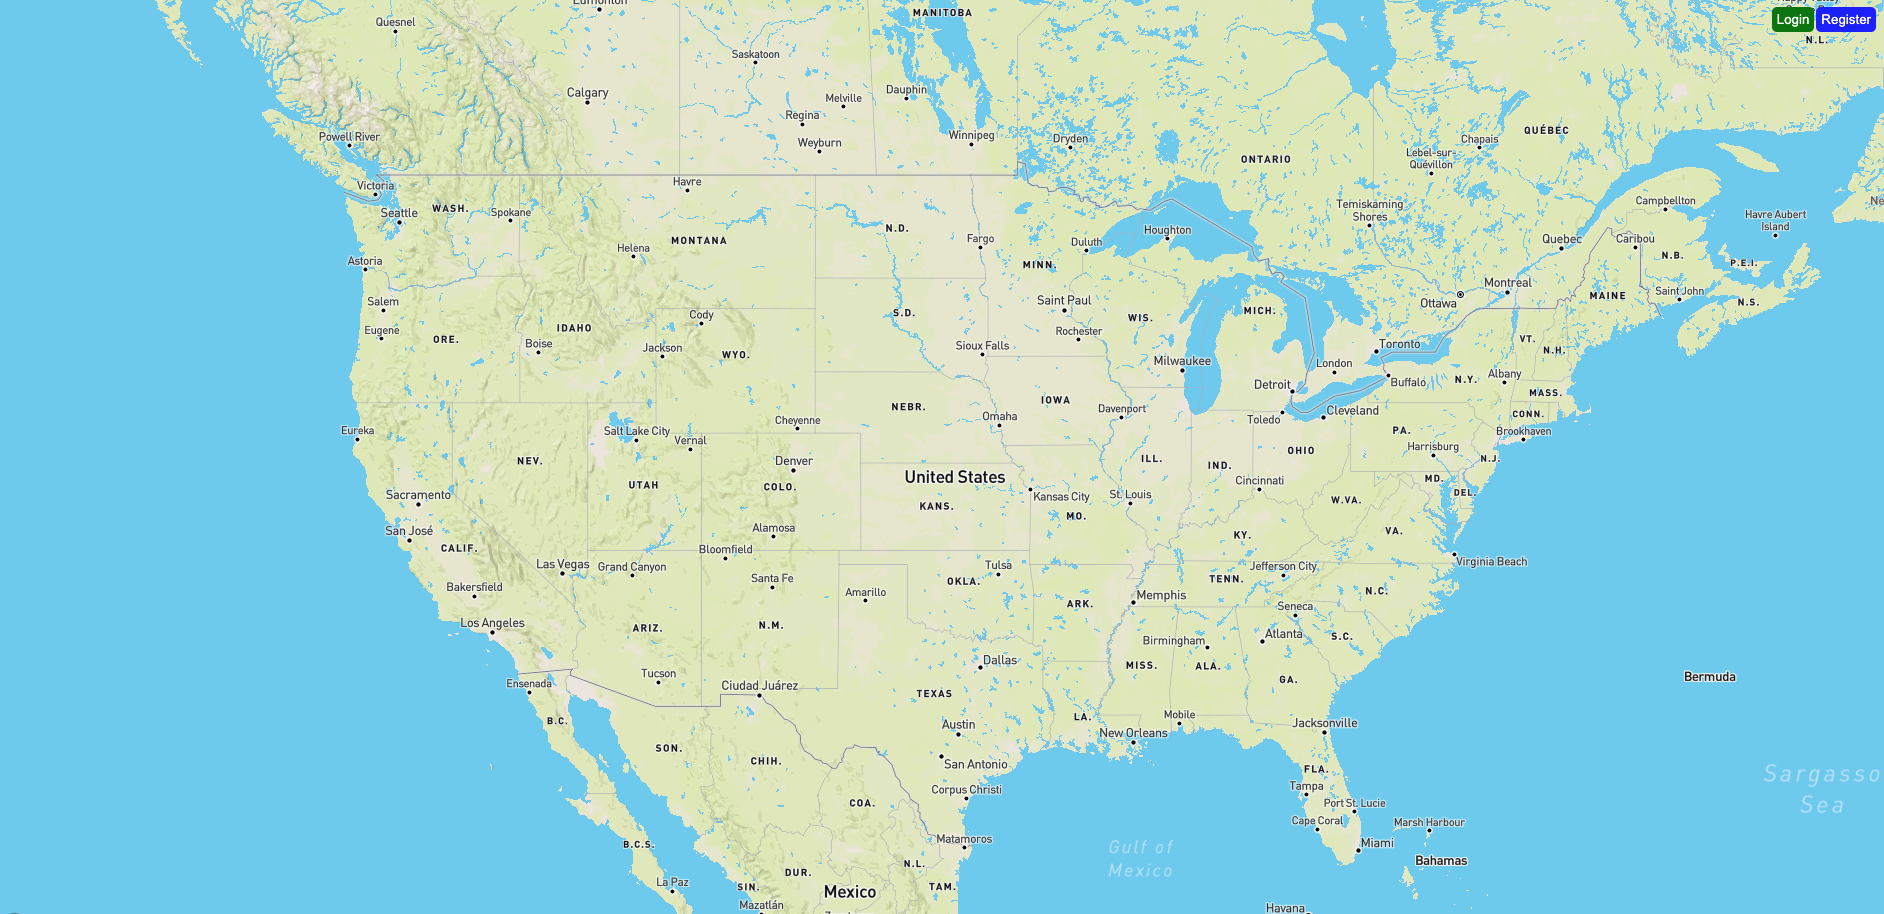 Edmonton
MANITOBA
Login
Register
Quesnel
N.L.
Saskatoon
Calgary
Dauphin
Melville
Regina
QUÉBEC
Powell River
Winnipeg
Dryden
Chapais
Weyburn
Lebel-sur-
Quévillon
ONTARIO
Havre
Victoria
WASH.
Seattle
Spokane
Temiskaming
Shores
Campbellton
Havre Aubert
Island
N.D.
Houghton
MONTANA
Fargo
Duluth
Quebec
Caribou
Helena
N.B.
Astoria
MINN.
P.E.I.
Montreal
Saint John
MAINE
Salem
Saint Paul
Ottawa
N.S.
S.D.
MICH.
Cody
WIS.
IDAHO
Eugene
Rochester
ORE.
VT.
Boise
Jackson
WYO.
Sioux Falls
Toronto
N.H.
Milwaukee
London
Albany
Detroit
Buffalo
N.Y.
MASS.
IOWA
NEBR.
Davenport
Cleveland
CONN.
Omaha
Toledo
Cheyenne
Eureka
Salt Lake City
Vernal
PA.
Brookhaven
Harrisburg
OHIO
NEV.
Denver
ILL.
IND.
N.J.
United States
UTAH
COLO.
Cincinnati
MD.
DEL.
Sacramento
Kansas City
St. Louis
W.VA.
KANS.
MO.
San José
Alamosa
KY.
VA.
CALIF.
Bloomfield
Las Vegas
Grand Canyon
Tulsa
Jefferson City
Virginia Beach
Santa Fe
OKLA.
TENN.
Bakersfield
Amarillo
Memphis
N.C.
ARK.
Seneca
Los Angeles
ARIZ.
N.M.
Birmingham
Atlanta
S.C.
Dallas
MISS.
ALA.
Tucson
Ensenada
Ciudad Juárez
GA.
Bermuda
TEXAS
B.C.
LA.
Mobile
Austin
Jacksonville
New Orleans
SON.
CHIH.
San Antonio
FLA.
Sargasso
Sea
Corpus Christi
Tampa
COA.
Port St. Lucie
Cape Coral
Marsh Harbour
Matamoros
B.C.S.
Miami
Gulf of
Mexico
Bahamas
N.L.
DUR.
La Paz
SIN.
Mexico
TAM.
Mazatlán
Havana